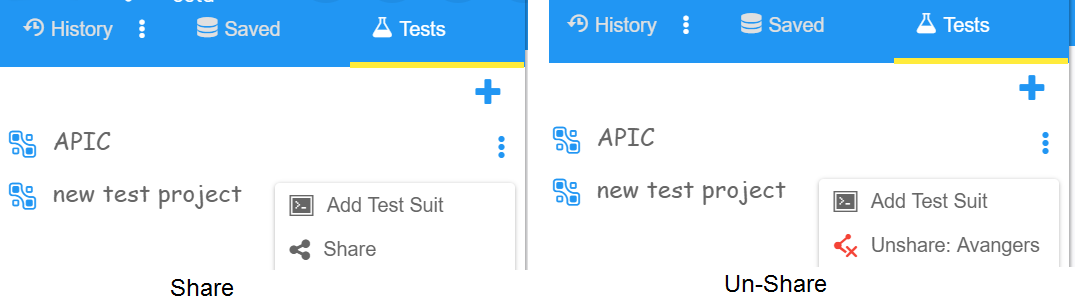 History
Saved
Tests
APIC
new test project
Add Test Suit
Share
Share
History
Saved
Tests
APIC
new test project
Add Test Suit
Unshare: Avangers
Un-Share